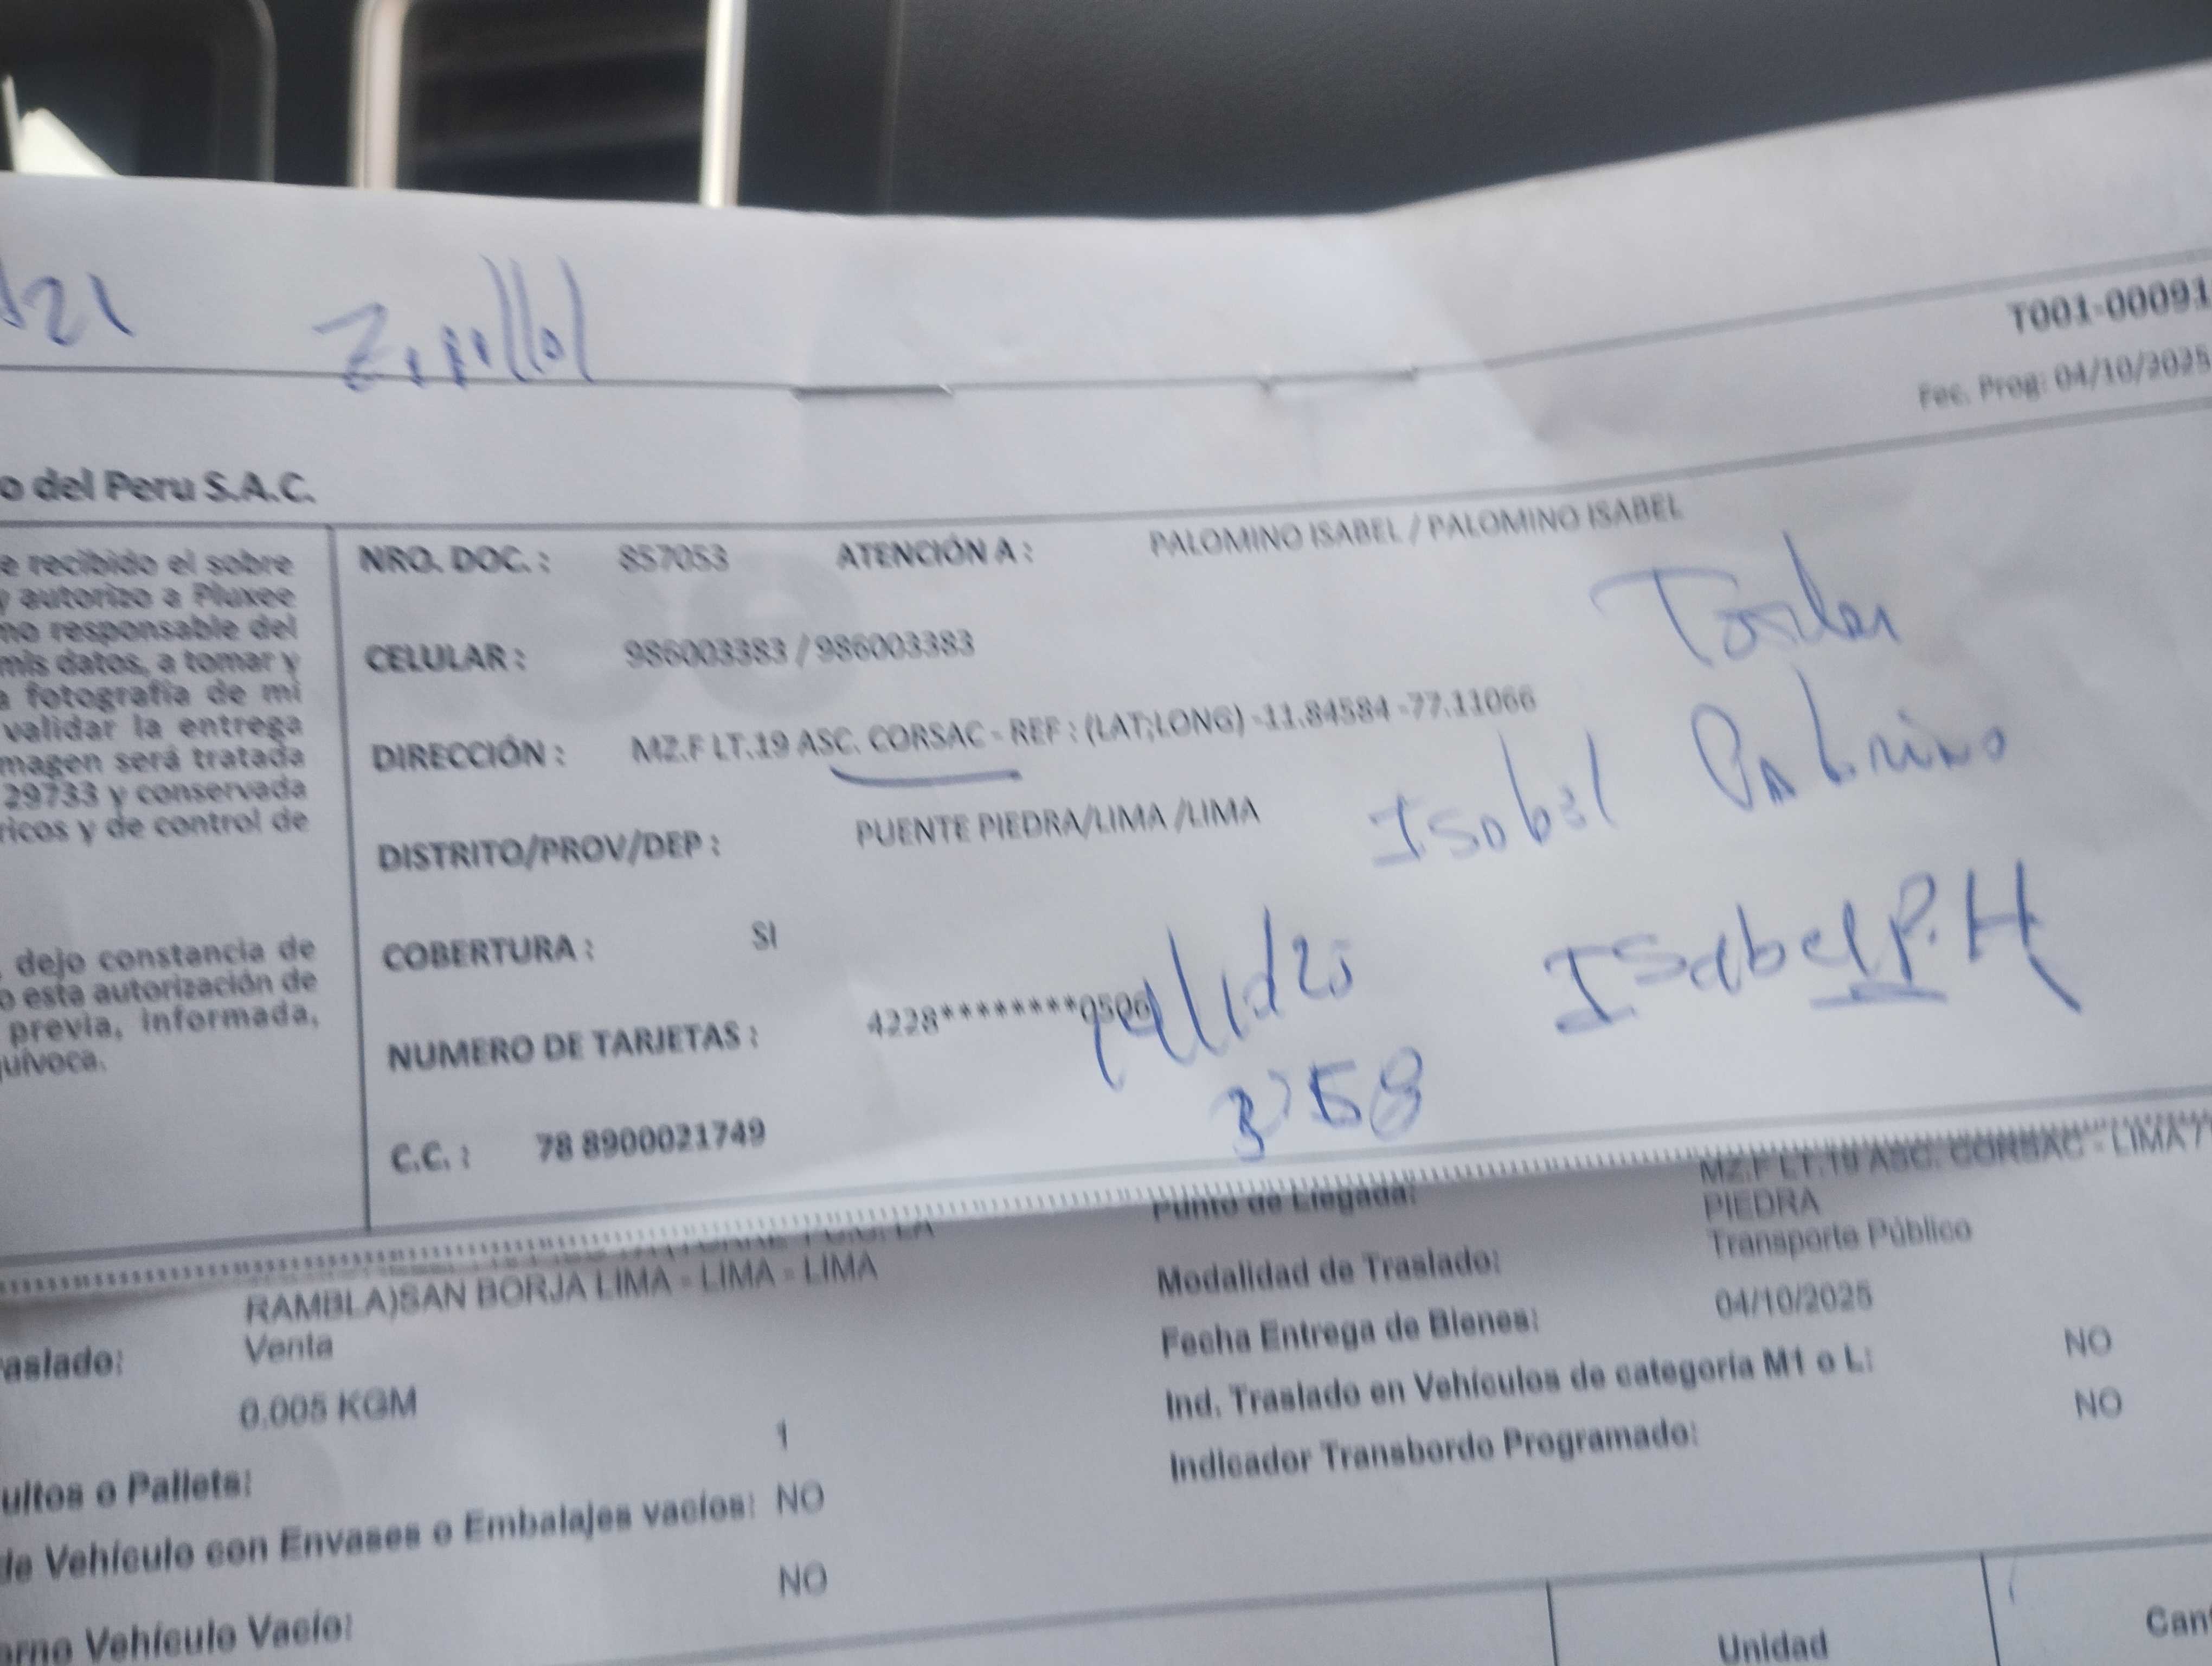 T001-00091
Fec. Prog: 04/10/2025
o del Peru S.A.C.
e recibido el sobre
y autorizo a Pluxee
mo responsable del
mis datos, a tomar y
a fotografía de mi
validar la entrega
magen será tratada
29733 y conservada
ricos y de control de
, dejo constancia de
o esta autorización de
previa, informada,
quívoca.
NRO. DOC. : 857053 ATENCIÓN A : PALOMINO ISABEL / PALOMINO ISABEL
CELULAR : 986003383 / 986003383
DIRECCIÓN : MZ.F LT.19 ASC. CORSAC - REF : (LAT;LONG) -11.84584 -77.11066
DISTRITO/PROV/DEP : PUENTE PIEDRA/LIMA /LIMA
Isabel Palomino
COBERTURA : SI
Isabel P.H
NUMERO DE TARJETAS : 4228********0506
C.C. : 78 8900021749
RAMBLA)SAN BORJA LIMA - LIMA - LIMA
raslado: Venta
0.005 KGM
ultos o Pallets: 1
de Vehículo con Envases o Embalajes vacíos: NO
orno Vehículo Vacío: NO
Punto de Llegada: MZ.F LT.19 ASC. CORSAC - LIMA /
PIEDRA
Modalidad de Traslado: Transporte Público
Fecha Entrega de Bienes: 04/10/2025
Ind. Traslado en Vehículos de categoría M1 o L: NO
Indicador Transbordo Programado: NO
Unidad
Cant